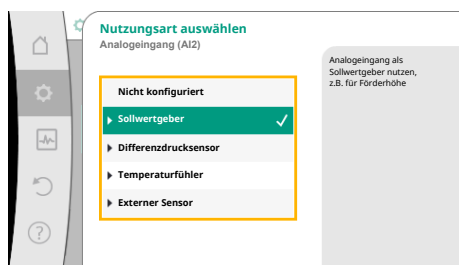 Nutzungsart auswählen
Analogeingang (AI2)
Nicht konfiguriert
Sollwertgeber
Differenzdrucksensor
Temperaturfühler
Externer Sensor
Analogeingang als
Sollwertgeber nutzen,
z.B. für Förderhöhe
?